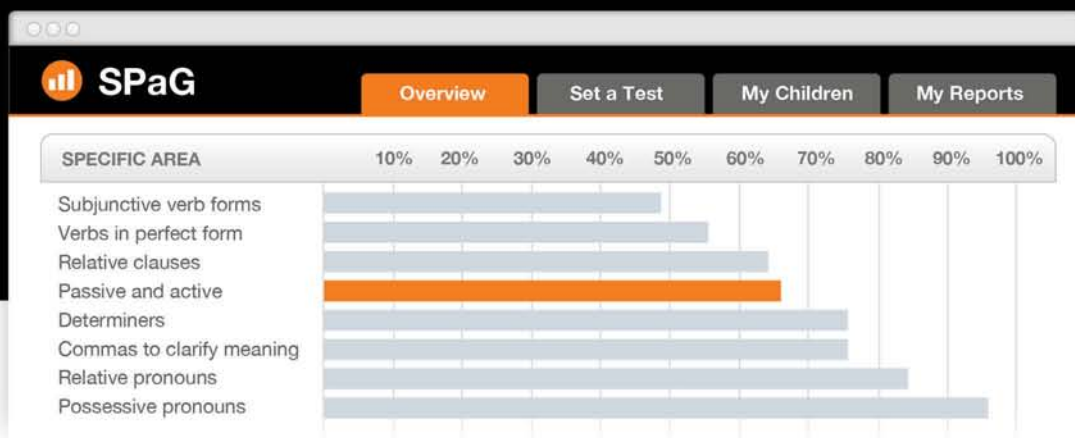 SPaG
Overview Set a Test My Children My Reports
SPECIFIC AREA 10% 20% 30% 40% 50% 60% 70% 80% 90% 100%
Subjunctive verb forms
Verbs in perfect form
Relative clauses
Passive and active
Determiners
Commas to clarify meaning
Relative pronouns
Possessive pronouns